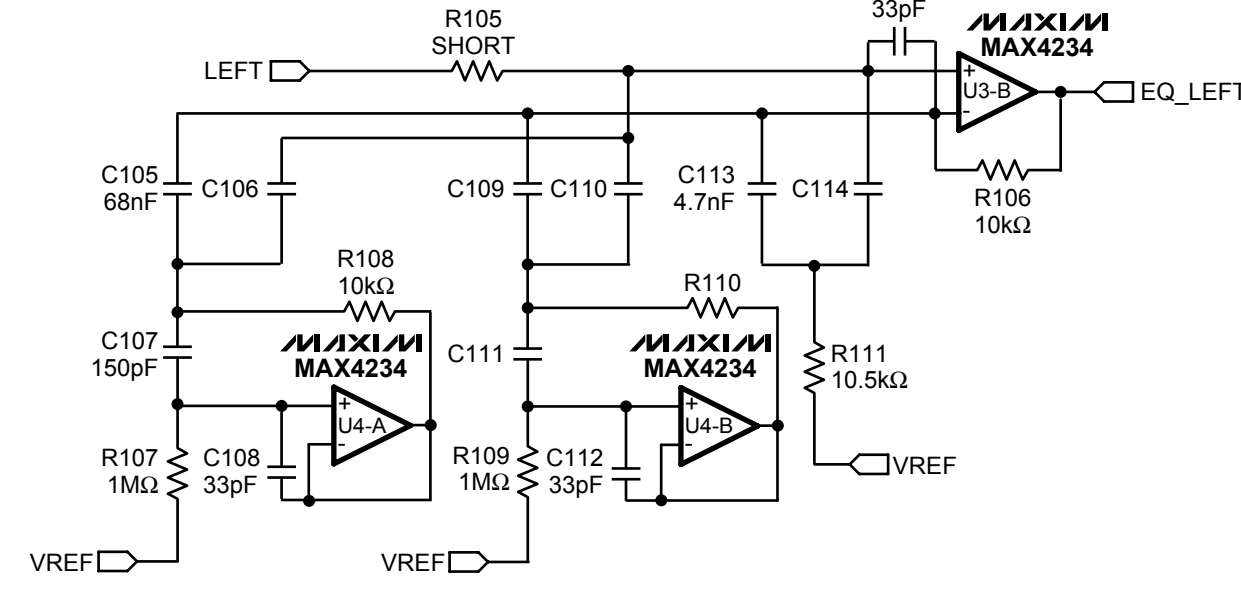 33pF
R105
SHORT
MAXIM
MAX4234
LEFT
+
U3-B
-
EQ_LEFT
C105
68nF
C106
C109
C110
C113
4.7nF
C114
R106
10kΩ
R108
10kΩ
R110
C107
150pF
MAXIM
MAX4234
C111
MAXIM
MAX4234
R111
10.5kΩ
+
U4-A
-
+
U4-B
-
R107
1MΩ
C108
33pF
R109
1MΩ
C112
33pF
VREF
VREF
VREF